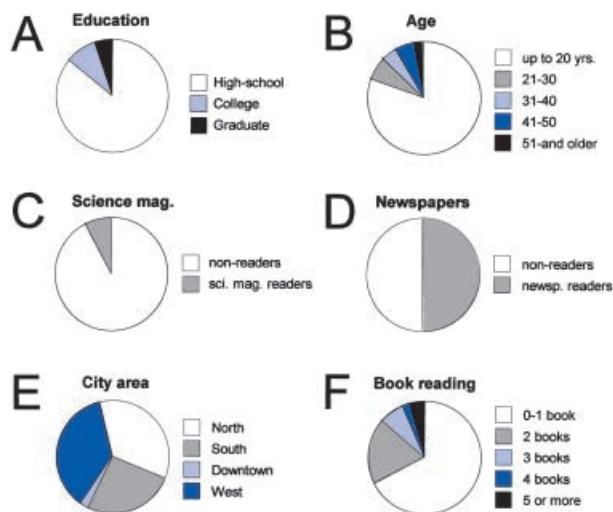 A
Education
High-school
College
Graduate
B
Age
up to 20 yrs.
21-30
31-40
41-50
51-and older
C
Science mag.
non-readers
sci. mag. readers
D
Newspapers
non-readers
newsp. readers
E
City area
North
South
Downtown
West
F
Book reading
0-1 book
2 books
3 books
4 books
5 or more